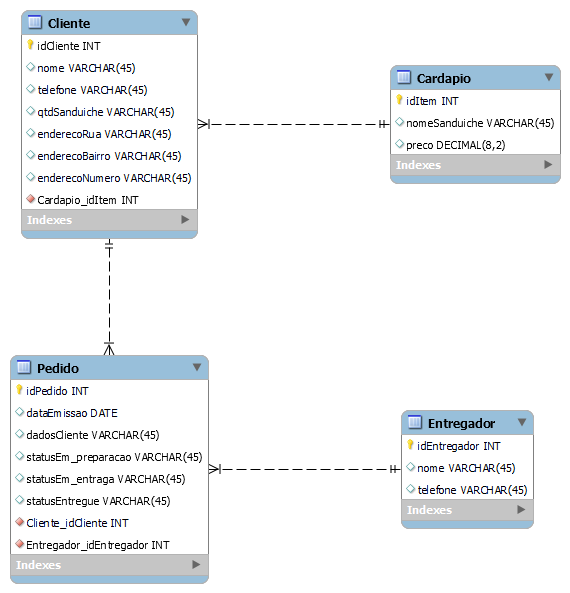 Cliente
idCliente INT
nome VARCHAR(45)
telefone VARCHAR(45)
qtdSanduiche VARCHAR(45)
enderecoRua VARCHAR(45)
enderecoBairro VARCHAR(45)
enderecoNumero VARCHAR(45)
Cardapio_idItem INT
Indexes
Cardapio
idItem INT
nomeSanduiche VARCHAR(45)
preco DECIMAL(8,2)
Indexes
Pedido
idPedido INT
dataEmissao DATE
dadosCliente VARCHAR(45)
statusEm_preparacao VARCHAR(45)
statusEm_entraga VARCHAR(45)
statusEntregue VARCHAR(45)
Cliente_idCliente INT
Entregador_idEntregador INT
Indexes
Entregador
idEntregador INT
nome VARCHAR(45)
telefone VARCHAR(45)
Indexes